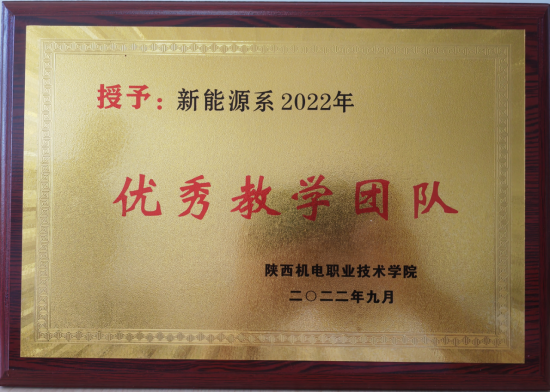 授予：新能源系2022年
优秀教学团队
陕西机电职业技术学院
二〇二二年九月